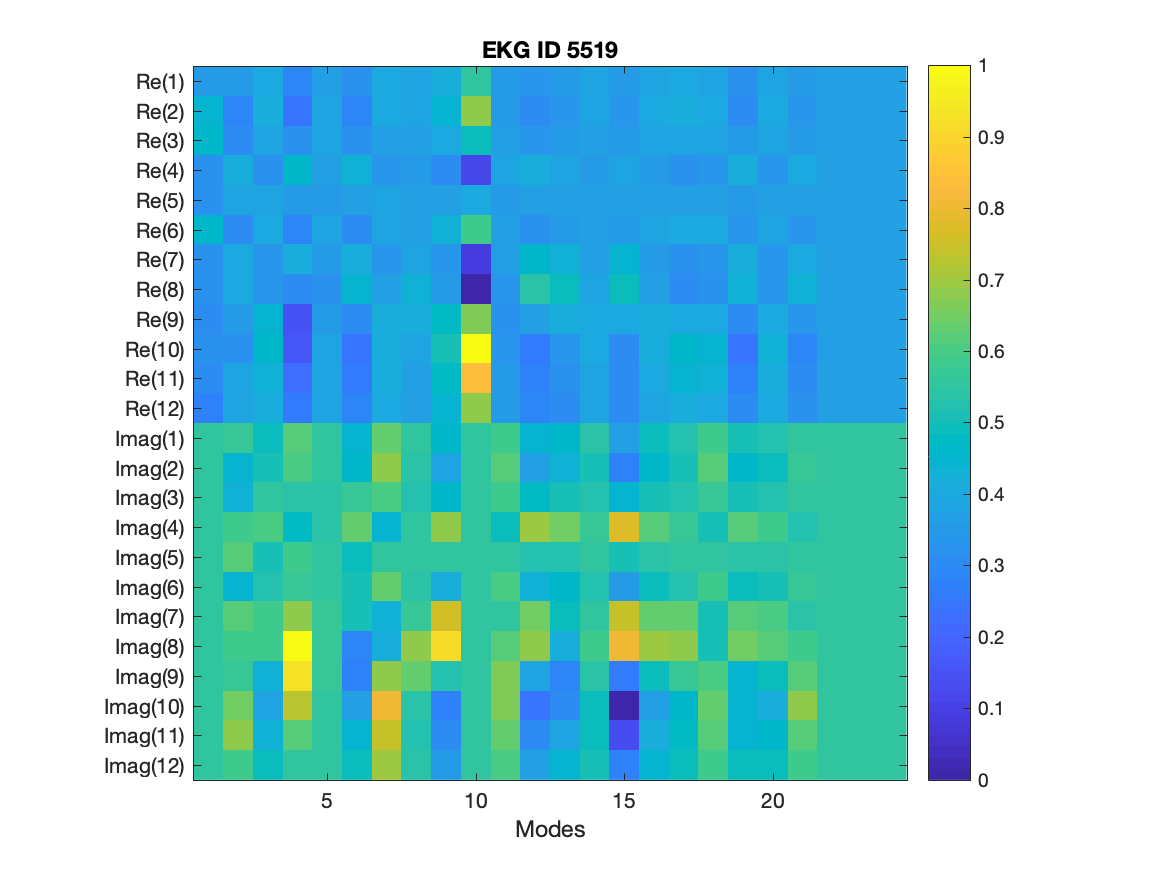 EKG ID 5519
Re(1)
Re(2)
Re(3)
Re(4)
Re(5)
Re(6)
Re(7)
Re(8)
Re(9)
Re(10)
Re(11)
Re(12)
Imag(1)
Imag(2)
Imag(3)
Imag(4)
Imag(5)
Imag(6)
Imag(7)
Imag(8)
Imag(9)
Imag(10)
Imag(11)
Imag(12)
5 10 15 20
Modes
1
0.9
0.8
0.7
0.6
0.5
0.4
0.3
0.2
0.1
0